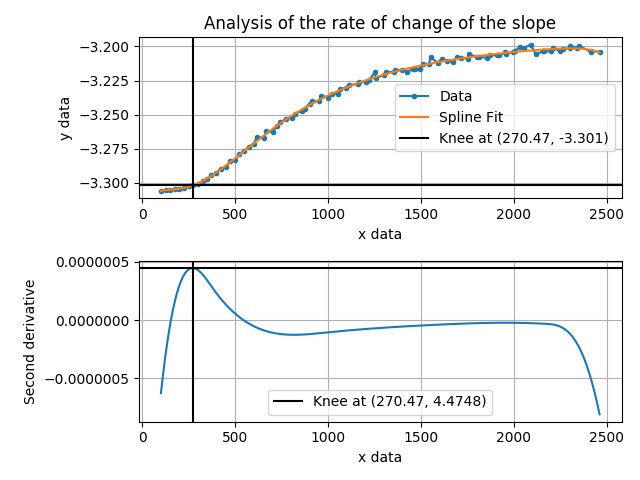 Analysis of the rate of change of the slope
−3.200
−3.225
−3.250
−3.275
−3.300
y data
Data
Spline Fit
Knee at (270.47, -3.301)
0 500 1000 1500 2000 2500
x data
0.0000005
0.0000000
−0.0000005
Second derivative
Knee at (270.47, 4.4748)
0 500 1000 1500 2000 2500
x data